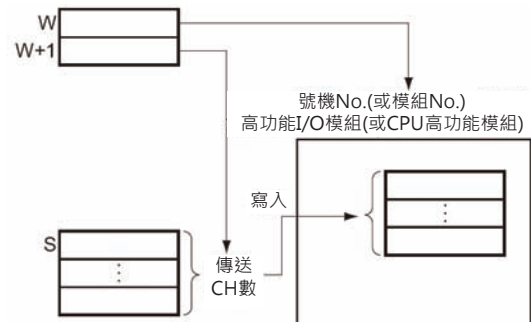 W
W+1
號機No.(或模組No.)
高功能I/O模組(或CPU高功能模組)
寫入
S
⋮
⋮
傳送
CH數